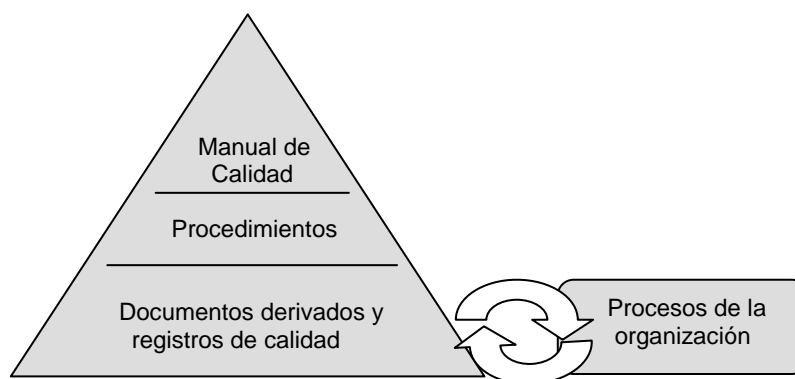 Manual de
Calidad
Procedimientos
Documentos derivados y
registros de calidad
Procesos de la
organización